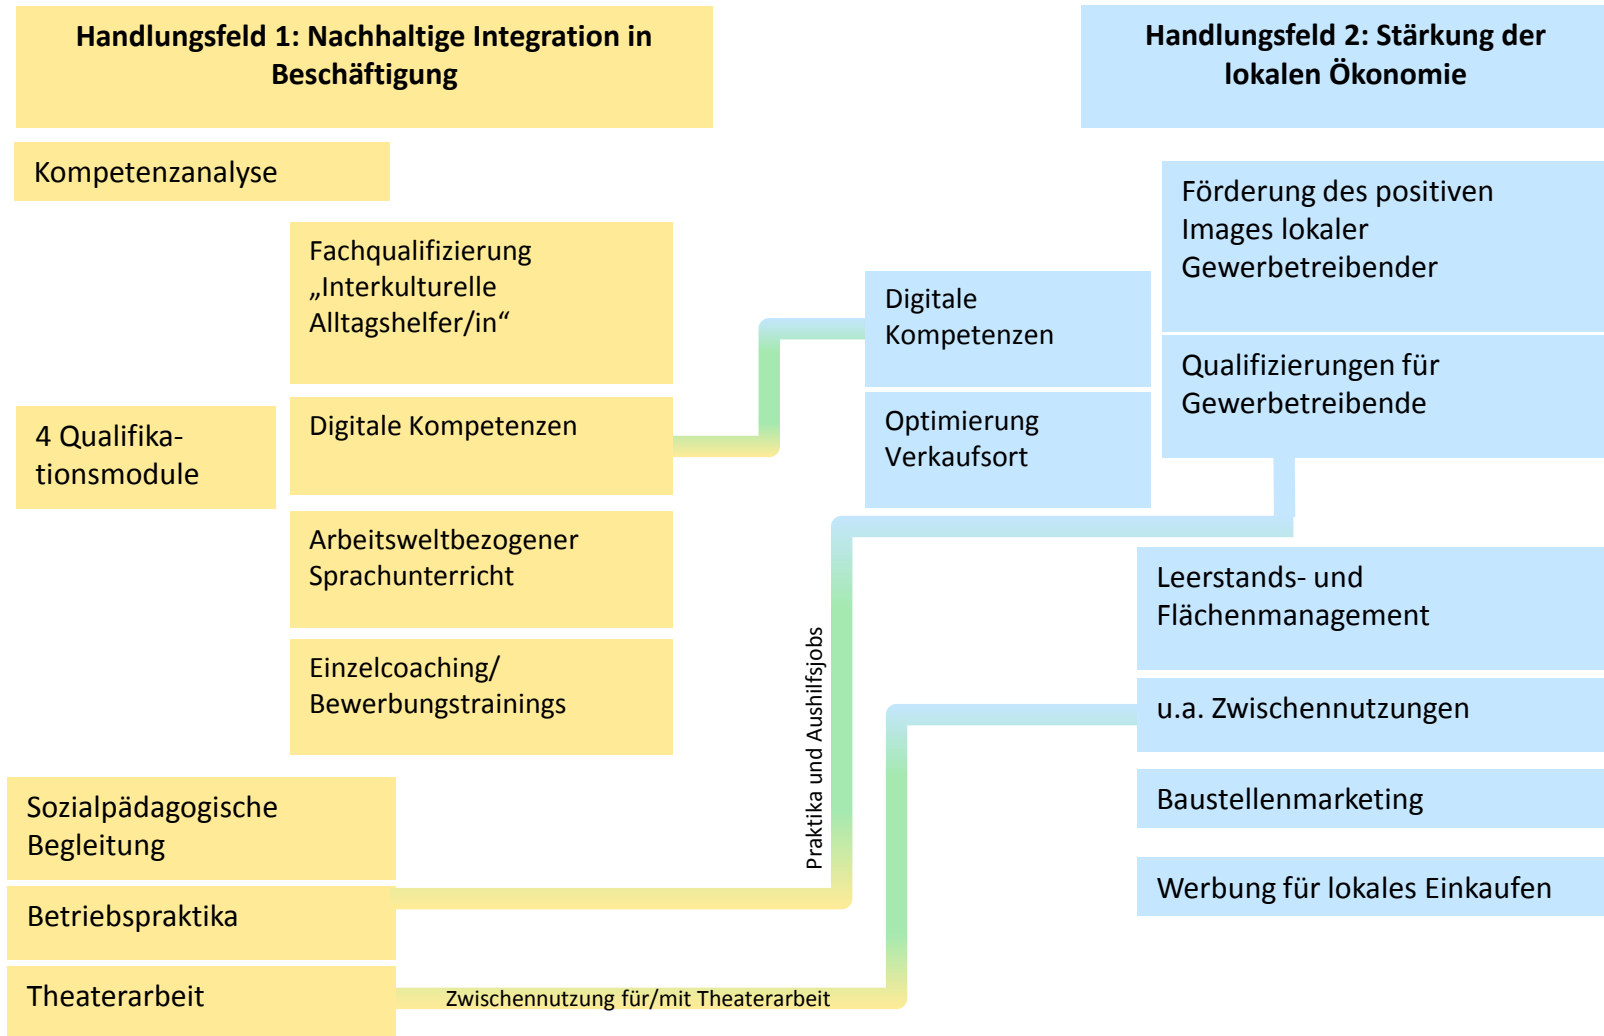 Handlungsfeld 1: Nachhaltige Integration in
Beschäftigung
Kompetenzanalyse
Fachqualifizierung
„Interkulturelle
Alltagshelfer/in“
4 Qualifika-
tionsmodule
Digitale Kompetenzen
Arbeitsweltbezogener
Sprachunterricht
Einzelcoaching/
Bewerbungstrainings
Sozialpädagogische
Begleitung
Betriebspraktika
Theaterarbeit
Zwischennutzung für/mit Theaterarbeit
Praktika und Aushilfsjobs
Handlungsfeld 2: Stärkung der
lokalen Ökonomie
Förderung des positiven
Images lokaler
Gewerbetreibender
Digitale
Kompetenzen
Qualifizierungen für
Gewerbetreibende
Optimierung
Verkaufsort
Leerstands- und
Flächenmanagement
u.a. Zwischennutzungen
Baustellenmarketing
Werbung für lokales Einkaufen